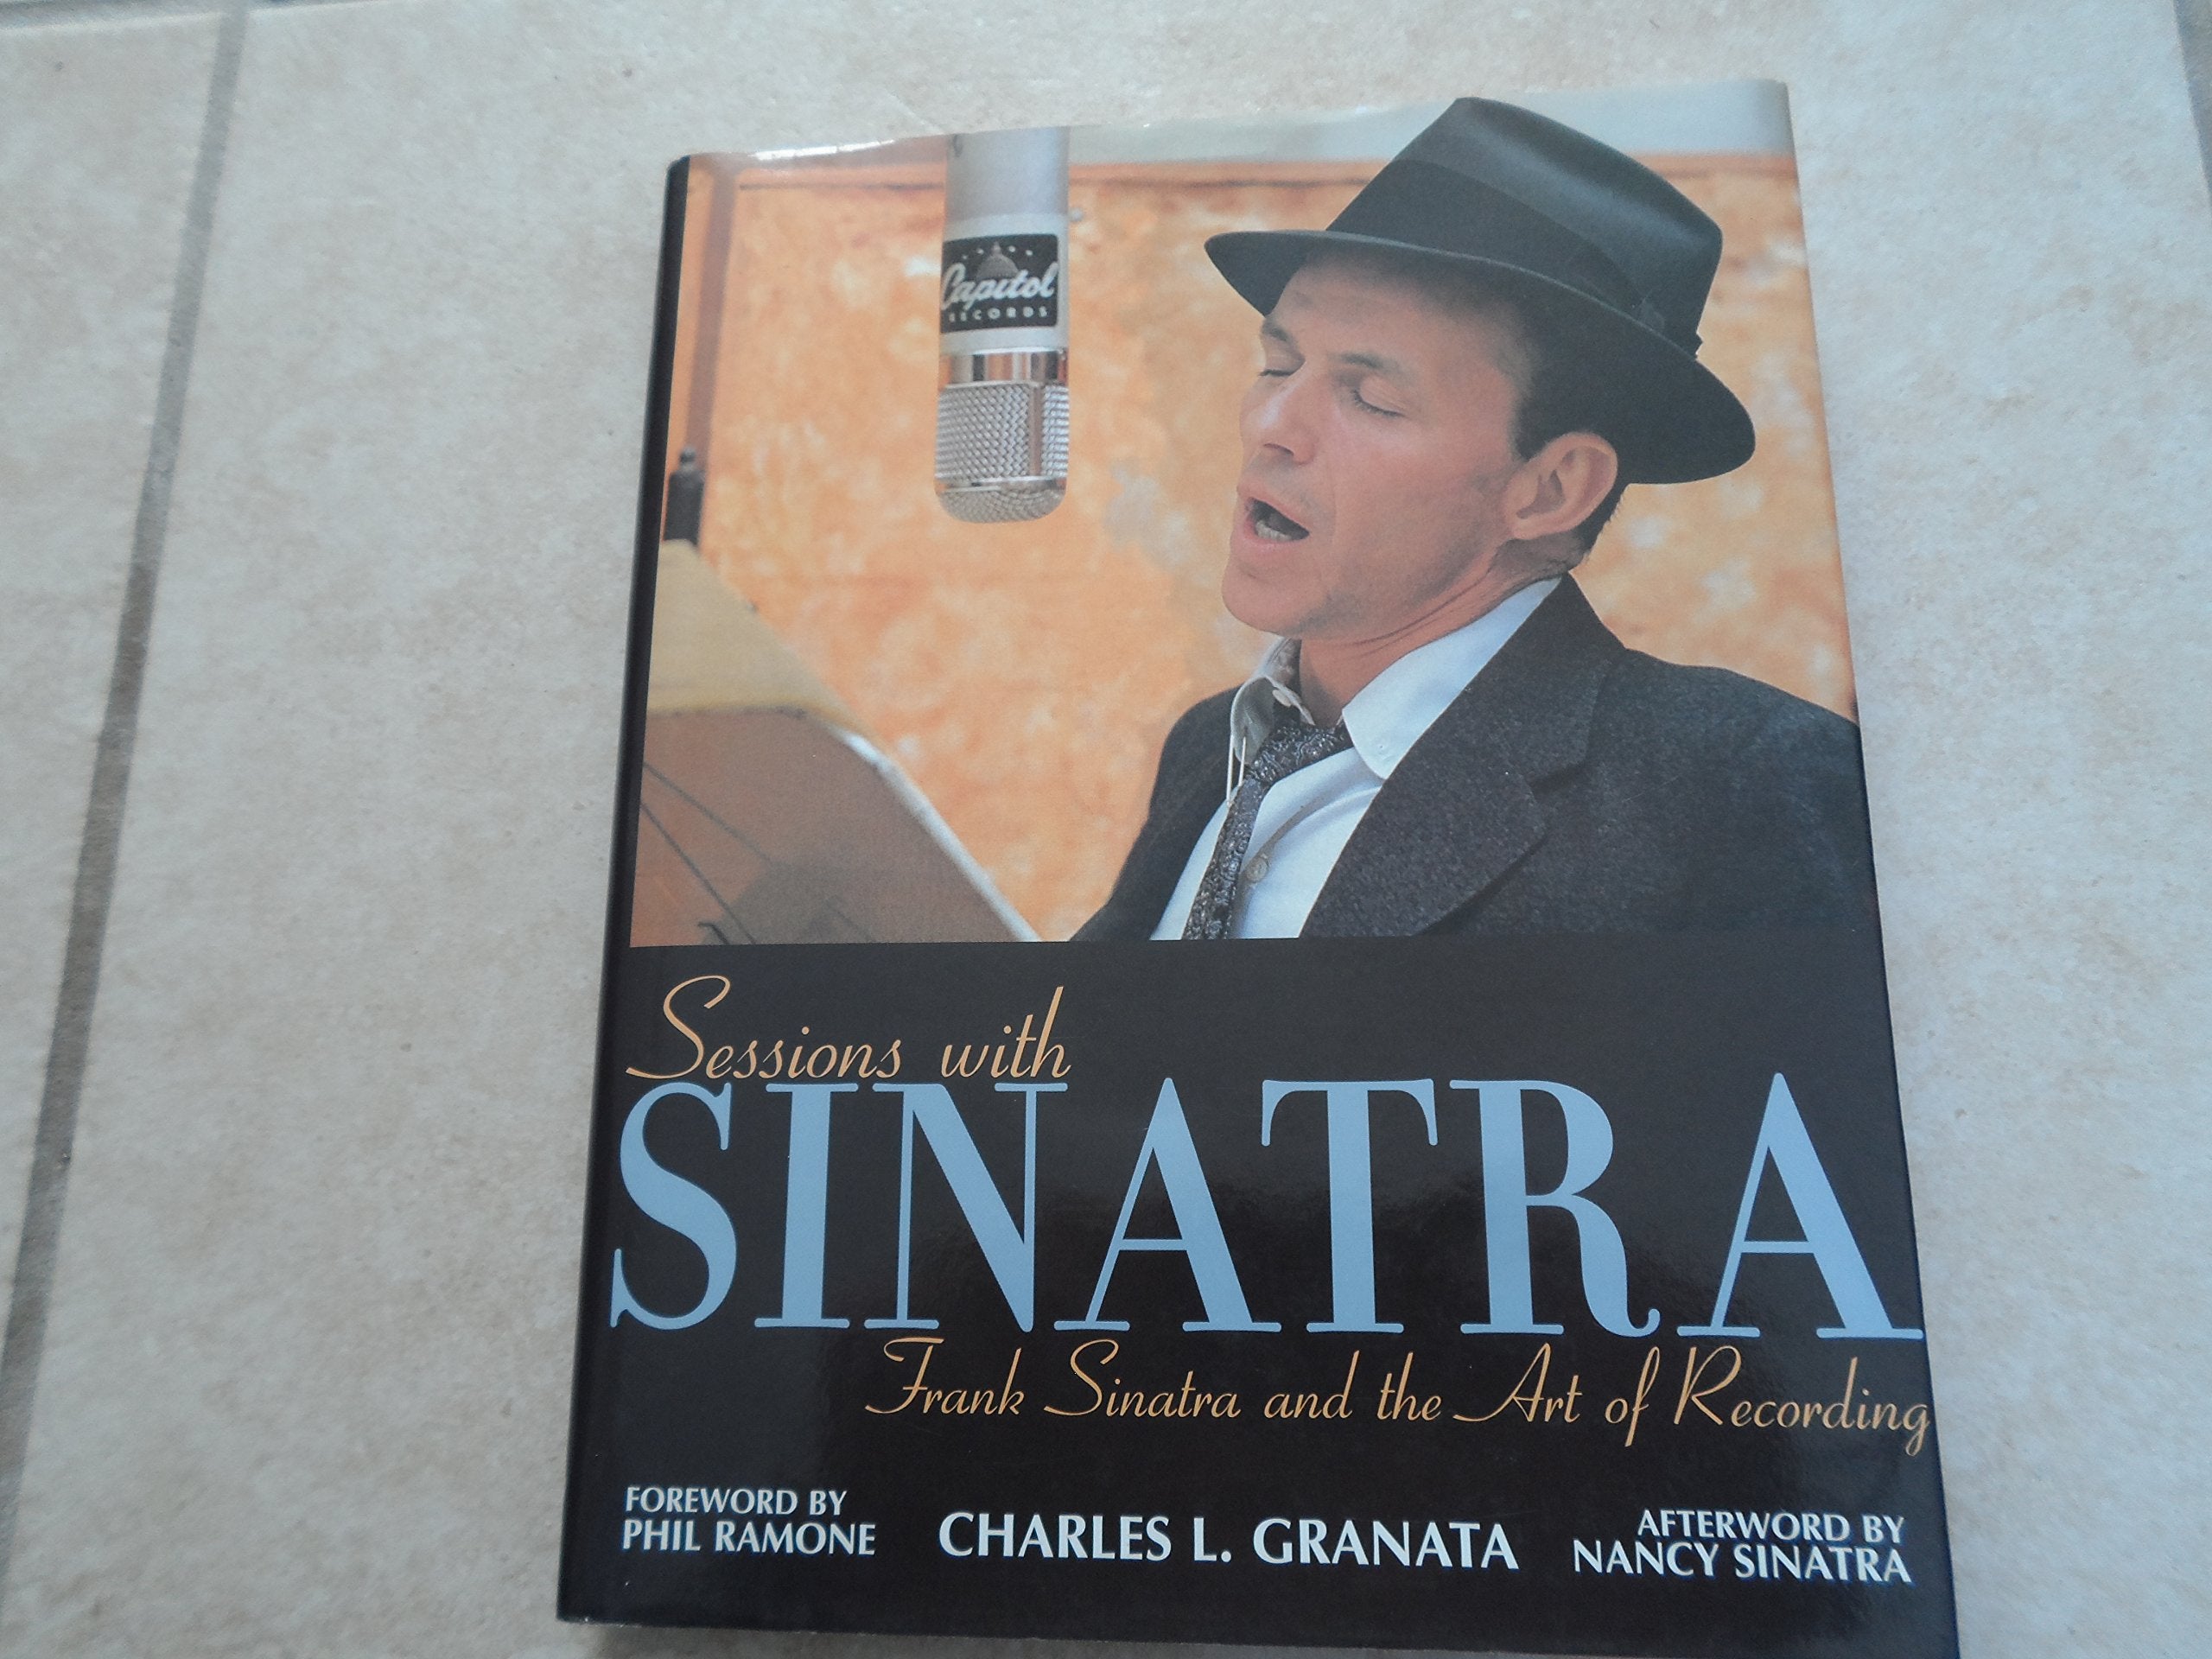 Capitol
RECORDS
Sessions with
SINATRA
Frank Sinatra and the Art of Recording
FOREWORD BY
PHIL RAMONE
CHARLES L. GRANATA
AFTERWORD BY
NANCY SINATRA